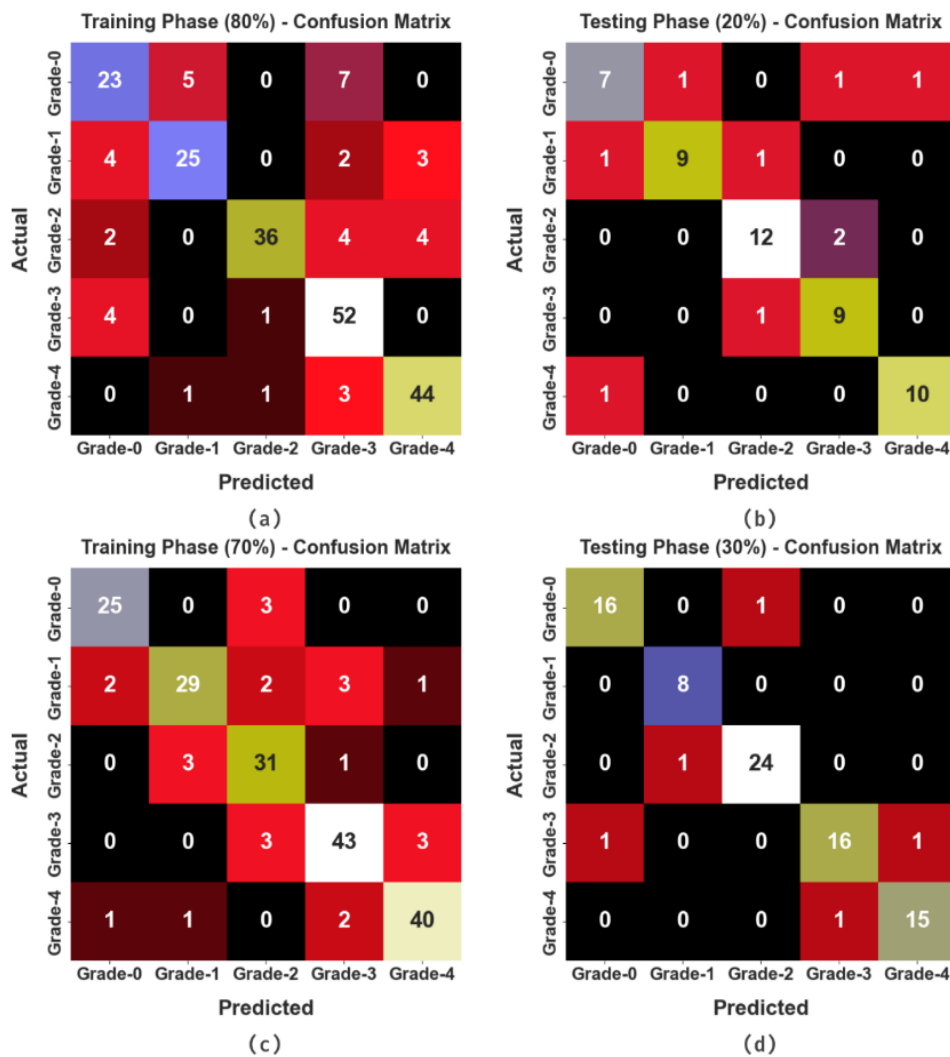 Training Phase (80%) - Confusion Matrix
Grade-0 23 5 0 7 0
Grade-1 4 25 0 2 3
Grade-2 2 0 36 4 4
Grade-3 4 0 1 52 0
Grade-4 0 1 1 3 44
Actual
Grade-0 Grade-1 Grade-2 Grade-3 Grade-4
Predicted
(a)
Testing Phase (20%) - Confusion Matrix
Grade-0 7 1 0 1 1
Grade-1 1 9 1 0 0
Grade-2 0 0 12 2 0
Grade-3 0 0 1 9 0
Grade-4 1 0 0 0 10
Actual
Grade-0 Grade-1 Grade-2 Grade-3 Grade-4
Predicted
(b)
Training Phase (70%) - Confusion Matrix
Grade-0 25 0 3 0 0
Grade-1 2 29 2 3 1
Grade-2 0 3 31 1 0
Grade-3 0 0 3 43 3
Grade-4 1 1 0 2 40
Actual
Grade-0 Grade-1 Grade-2 Grade-3 Grade-4
Predicted
(c)
Testing Phase (30%) - Confusion Matrix
Grade-0 16 0 1 0 0
Grade-1 0 8 0 0 0
Grade-2 0 1 24 0 0
Grade-3 1 0 0 16 1
Grade-4 0 0 0 1 15
Actual
Grade-0 Grade-1 Grade-2 Grade-3 Grade-4
Predicted
(d)